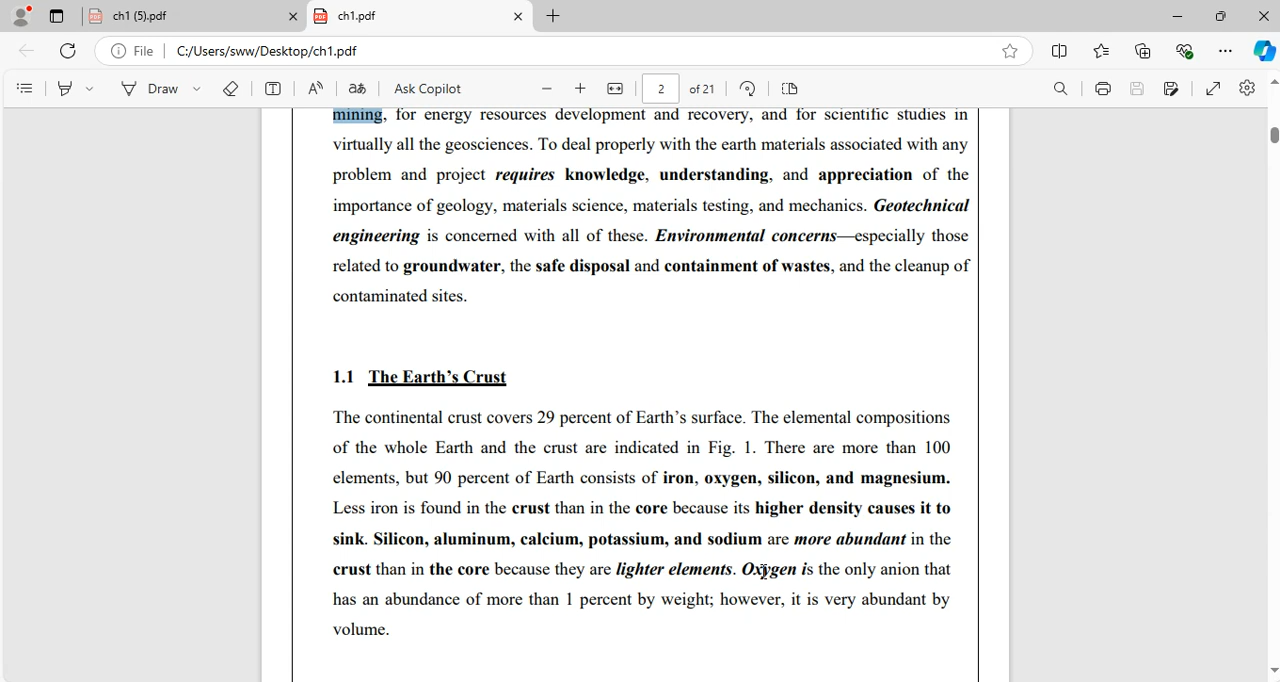 ch1 (5).pdf
ch1.pdf
File
C:/Users/sww/Desktop/ch1.pdf
Draw
aあ
Ask Copilot
2
of 21
mining, for energy resources development and recovery, and for scientific studies in
virtually all the geosciences. To deal properly with the earth materials associated with any
problem and project requires knowledge, understanding, and appreciation of the
importance of geology, materials science, materials testing, and mechanics. Geotechnical
engineering is concerned with all of these. Environmental concerns—especially those
related to groundwater, the safe disposal and containment of wastes, and the cleanup of
contaminated sites.
1.1 The Earth's Crust
The continental crust covers 29 percent of Earth's surface. The elemental compositions
of the whole Earth and the crust are indicated in Fig. 1. There are more than 100
elements, but 90 percent of Earth consists of iron, oxygen, silicon, and magnesium.
Less iron is found in the crust than in the core because its higher density causes it to
sink. Silicon, aluminum, calcium, potassium, and sodium are more abundant in the
crust than in the core because they are lighter elements. Oxygen is the only anion that
has an abundance of more than 1 percent by weight; however, it is very abundant by
volume.